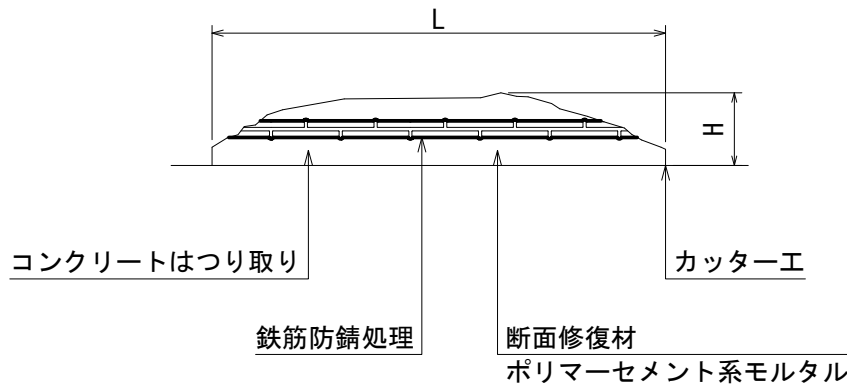 L
H
コンクリートはつり取り
カッター工
鉄筋防錆処理
断面修復材
ポリマーセメント系モルタル